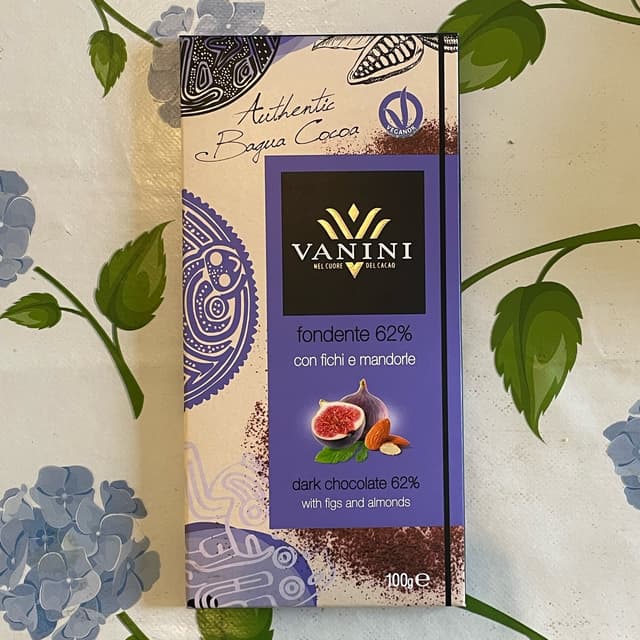 Authentic
Bagua Cocoa
VEGANOK
VANINI
NEL CUORE DEL CACAO
fondente 62%
con fichi e mandorle
dark chocolate 62%
with figs and almonds
100g℮